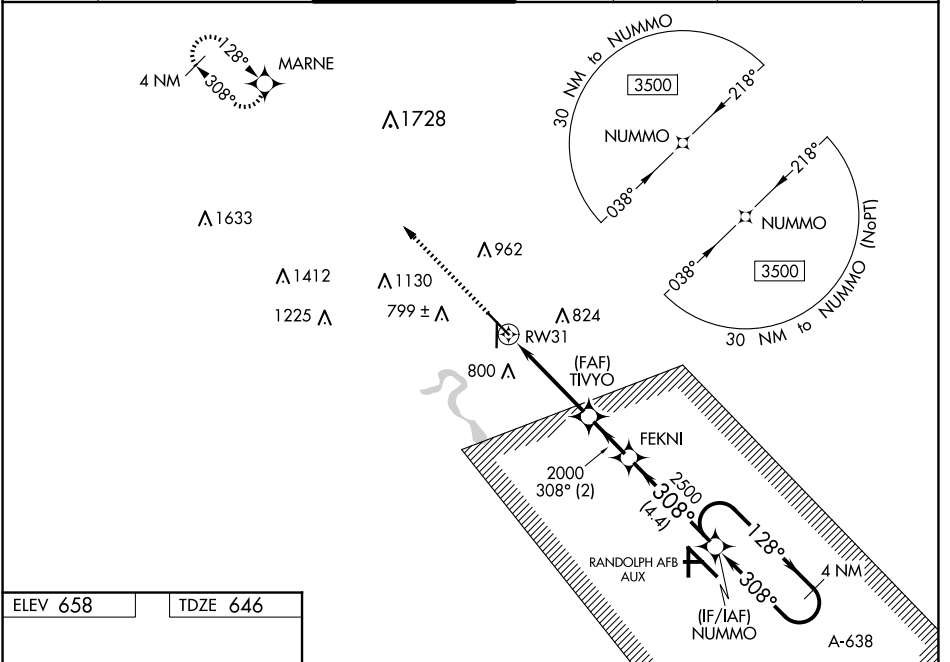 128°
308°
4 NM
MARNE
1728
1633
962
1412
1130
1225
799 ±
824
RW31
800
30 NM to NUMMO
3500
218°
NUMMO
038°
218°
NUMMO
038°
3500
30 NM to NUMMO (NoPT)
(FAF)
TIVYO
FEKNI
2000
308° (2)
2500
308°
(4.4)
128°
308°
4 NM
RANDOLPH AFB
AUX
(IF/IAF)
NUMMO
A-638
ELEV 658
TDZE 646